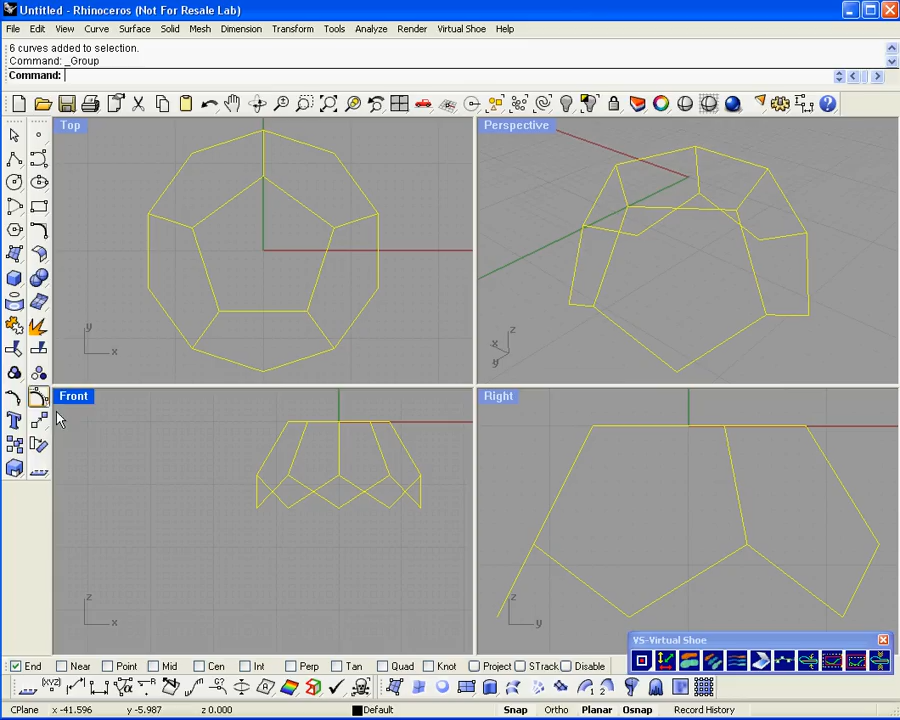 Untitled - Rhinoceros (Not For Resale Lab)
File Edit View Curve Surface Solid Mesh Dimension Transform Tools Analyze Render Virtual Shoe Help
6 curves added to selection.
Command: _Group
Command:
Top
Perspective
y
x
z
x
y
Front
Right
z
x
z
y
VS-Virtual Shoe
End Near Point Mid Cen Int Perp Tan Quad Knot Project STrack Disable
CPlane x -41.596 y -5.987 z 0.000 Default Snap Ortho Planar Osnap Record History